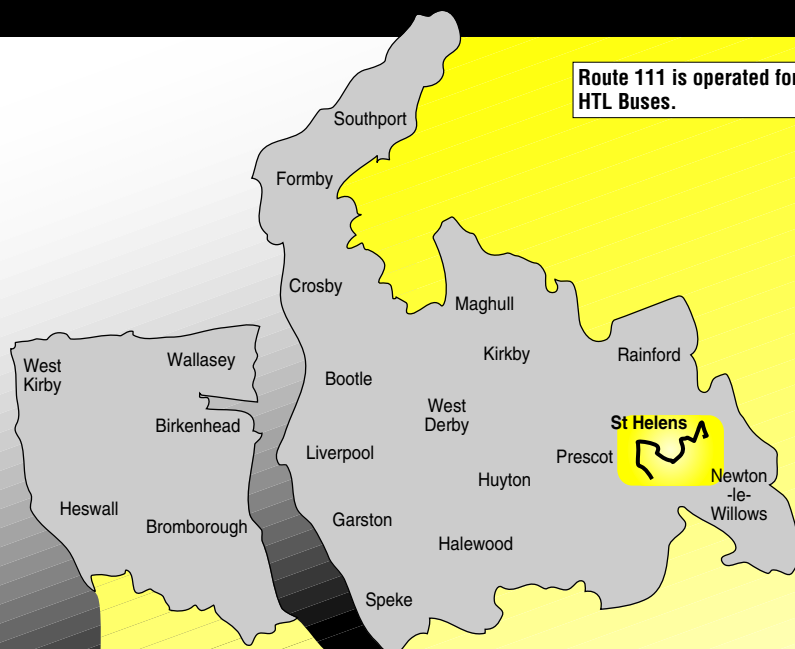 Route 111 is operated for
HTL Buses.
Southport
Formby
Crosby
Maghull
Kirkby
Rainford
West
Kirby
Wallasey
Bootle
West
Derby
Birkenhead
St Helens
Liverpool
Prescot
Huyton
Newton
-le-
Willows
Heswall
Bromborough
Garston
Halewood
Speke